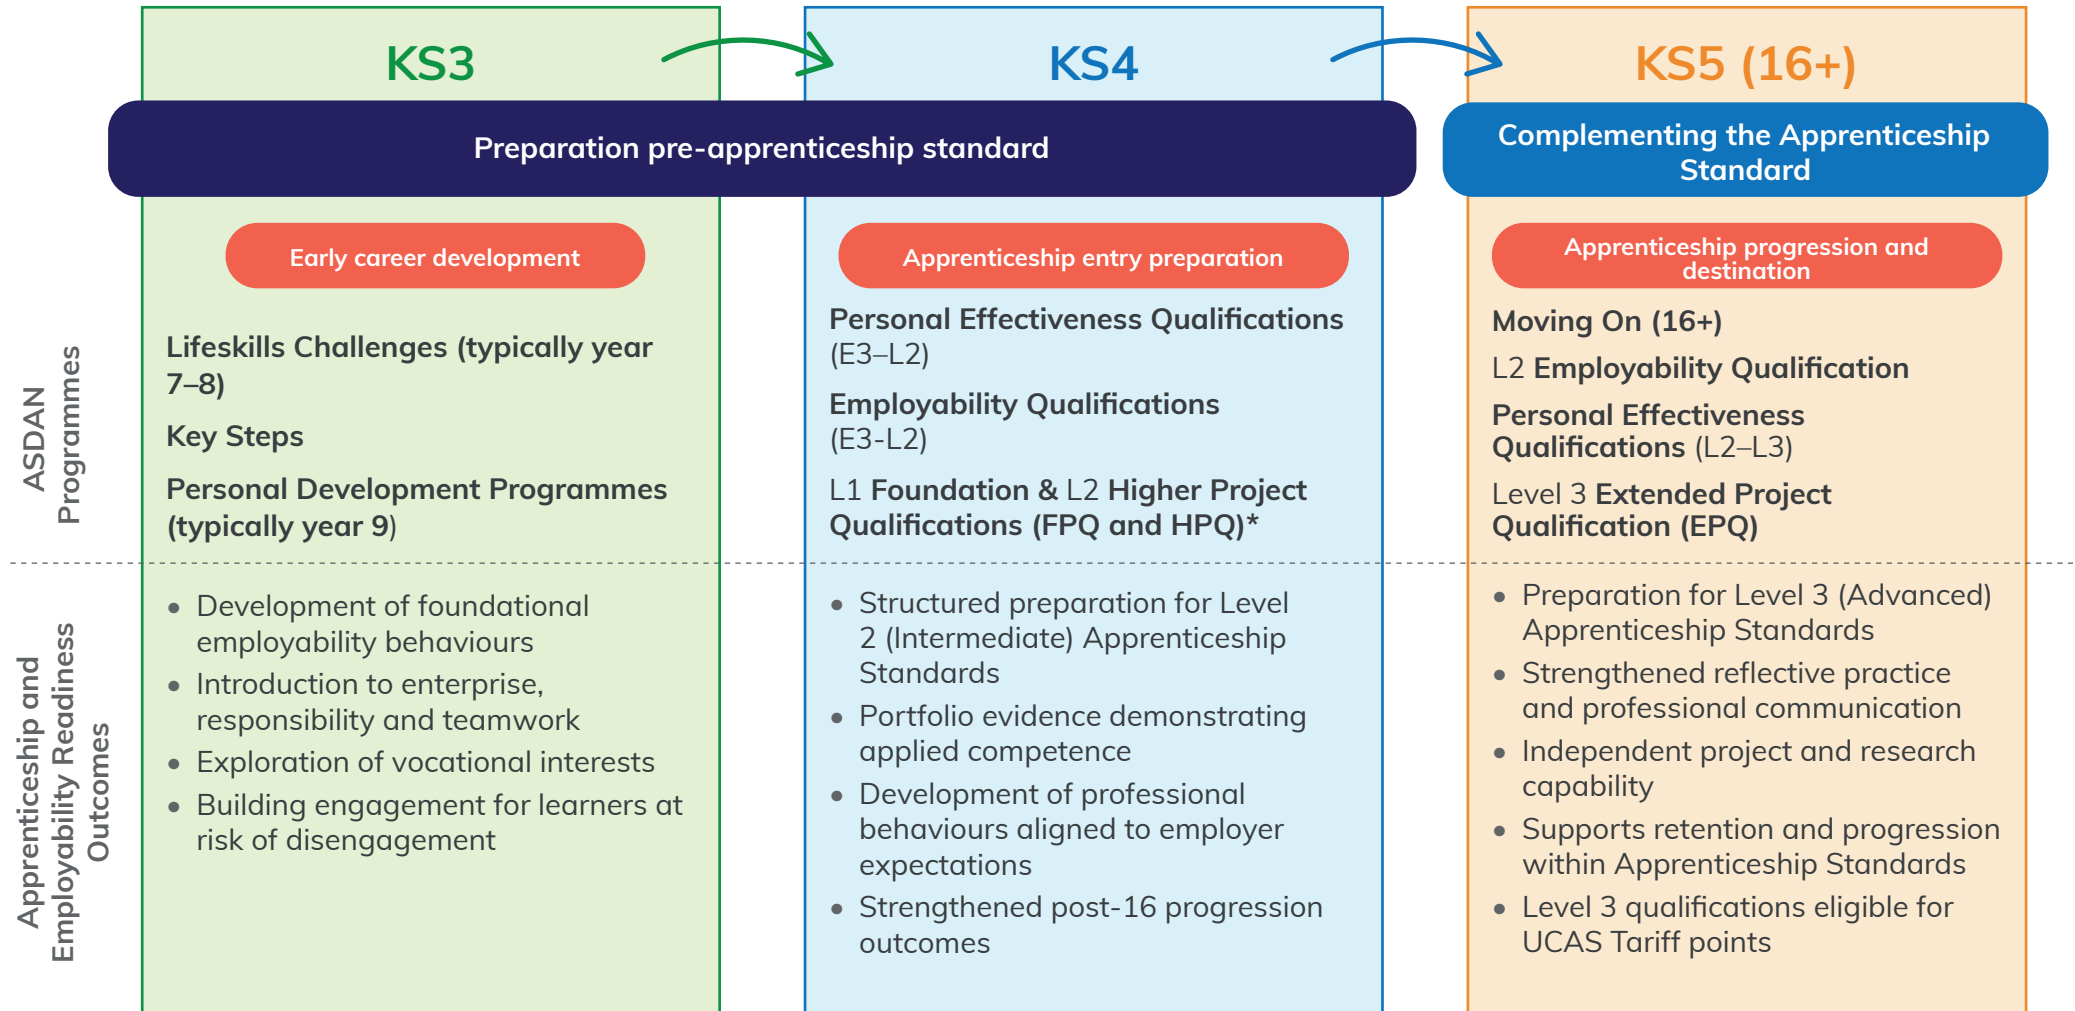 KS3
KS4
KS5 (16+)
Preparation pre-apprenticeship standard
Complementing the Apprenticeship
Standard
ASDAN
Programmes
Early career development
Lifeskills Challenges (typically year
7–8)
Key Steps
Personal Development Programmes
(typically year 9)
Apprenticeship entry preparation
Personal Effectiveness Qualifications
(E3–L2)
Employability Qualifications
(E3-L2)
L1 Foundation & L2 Higher Project
Qualifications (FPQ and HPQ)*
Apprenticeship progression and
destination
Moving On (16+)
L2 Employability Qualification
Personal Effectiveness
Qualifications (L2–L3)
Level 3 Extended Project
Qualification (EPQ)
Apprenticeship and
Employability Readiness
Outcomes
• Development of foundational
employability behaviours
• Introduction to enterprise,
responsibility and teamwork
• Exploration of vocational interests
• Building engagement for learners at
risk of disengagement
• Structured preparation for Level
2 (Intermediate) Apprenticeship
Standards
• Portfolio evidence demonstrating
applied competence
• Development of professional
behaviours aligned to employer
expectations
• Strengthened post-16 progression
outcomes
• Preparation for Level 3 (Advanced)
Apprenticeship Standards
• Strengthened reflective practice
and professional communication
• Independent project and research
capability
• Supports retention and progression
within Apprenticeship Standards
• Level 3 qualifications eligible for
UCAS Tariff points